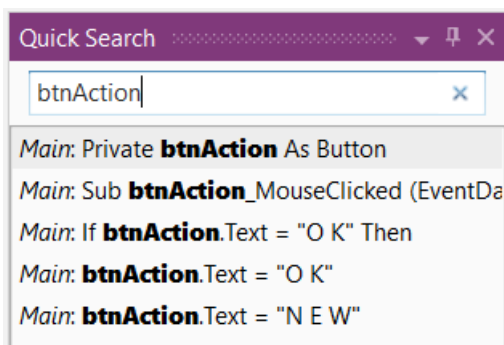 Quick Search
btnAction
Main: Private btnAction As Button
Main: Sub btnAction_MouseClicked (EventDa
Main: If btnAction.Text = "O K" Then
Main: btnAction.Text = "O K"
Main: btnAction.Text = "N E W"